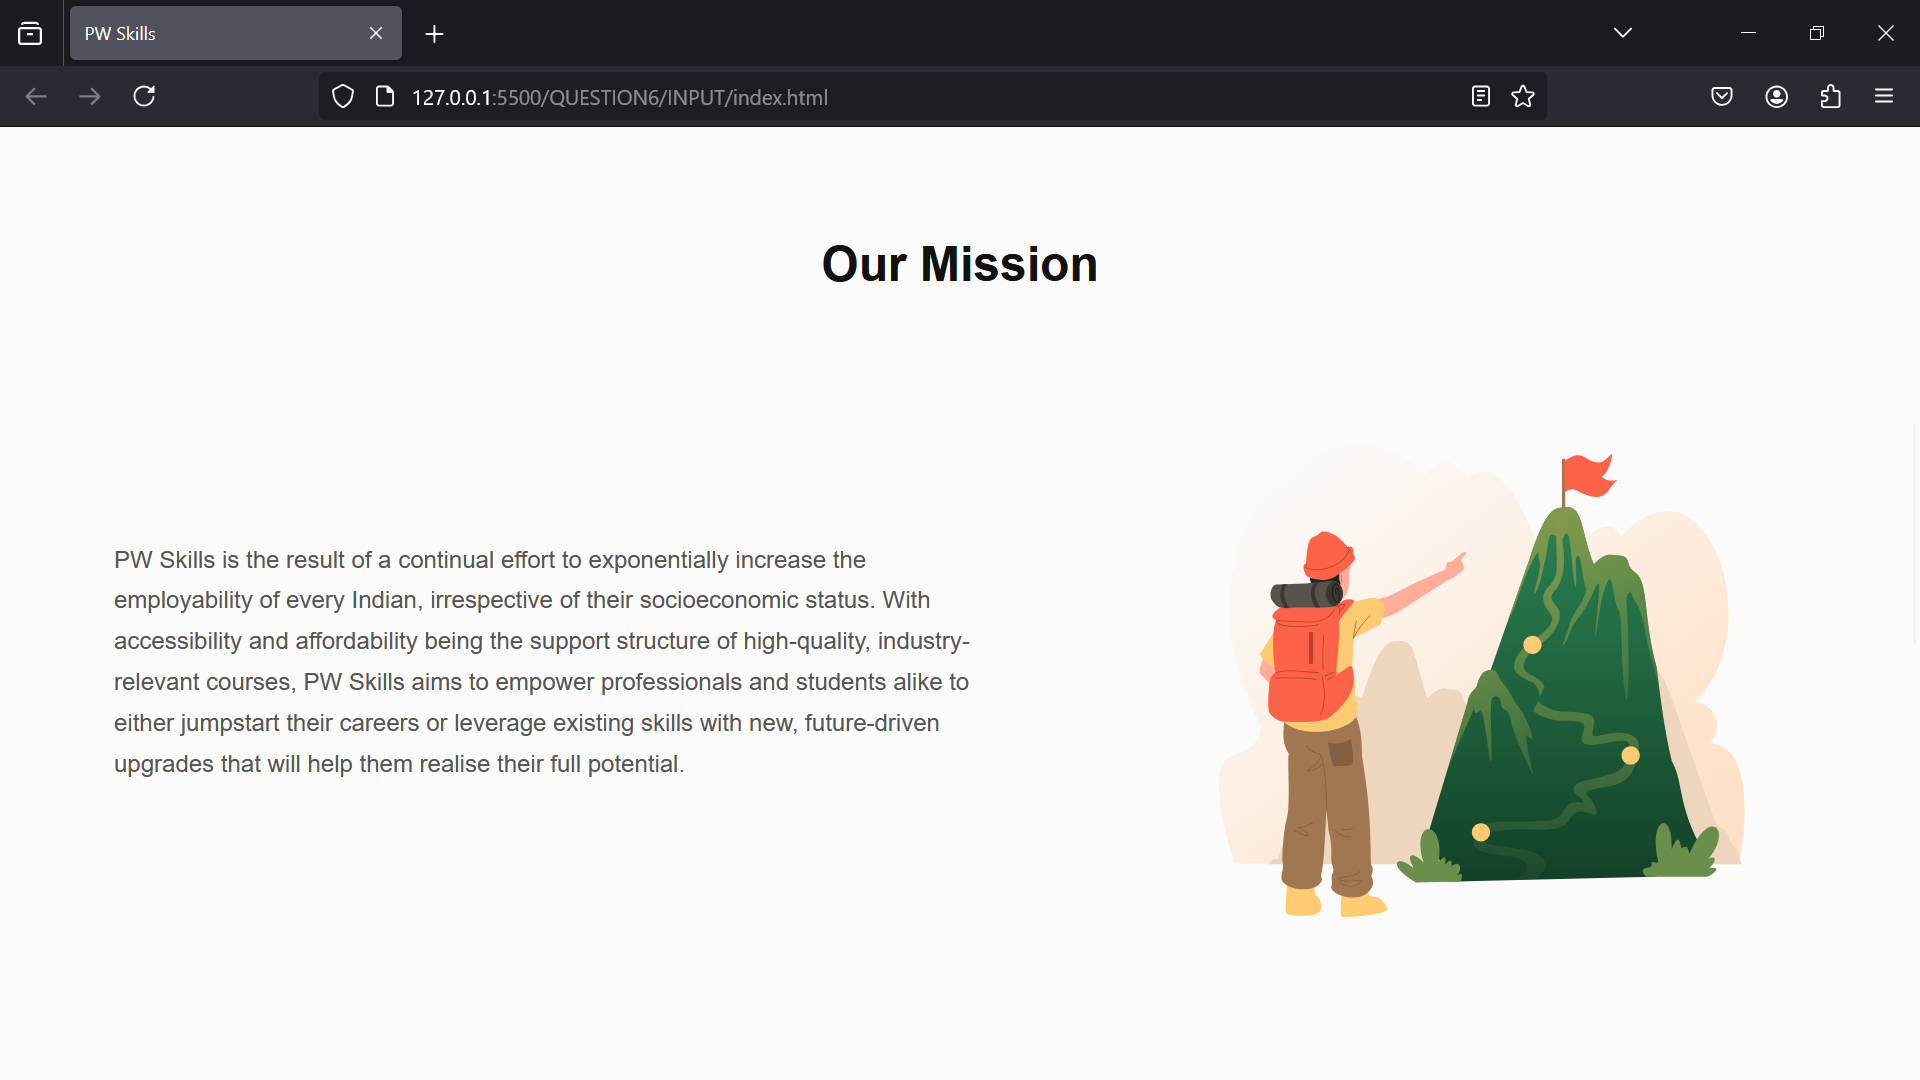 PW Skills
127.0.0.1:5500/QUESTION6/INPUT/index.html
Our Mission
PW Skills is the result of a continual effort to exponentially increase the
employability of every Indian, irrespective of their socioeconomic status. With
accessibility and affordability being the support structure of high-quality, industry-
relevant courses, PW Skills aims to empower professionals and students alike to
either jumpstart their careers or leverage existing skills with new, future-driven
upgrades that will help them realise their full potential.